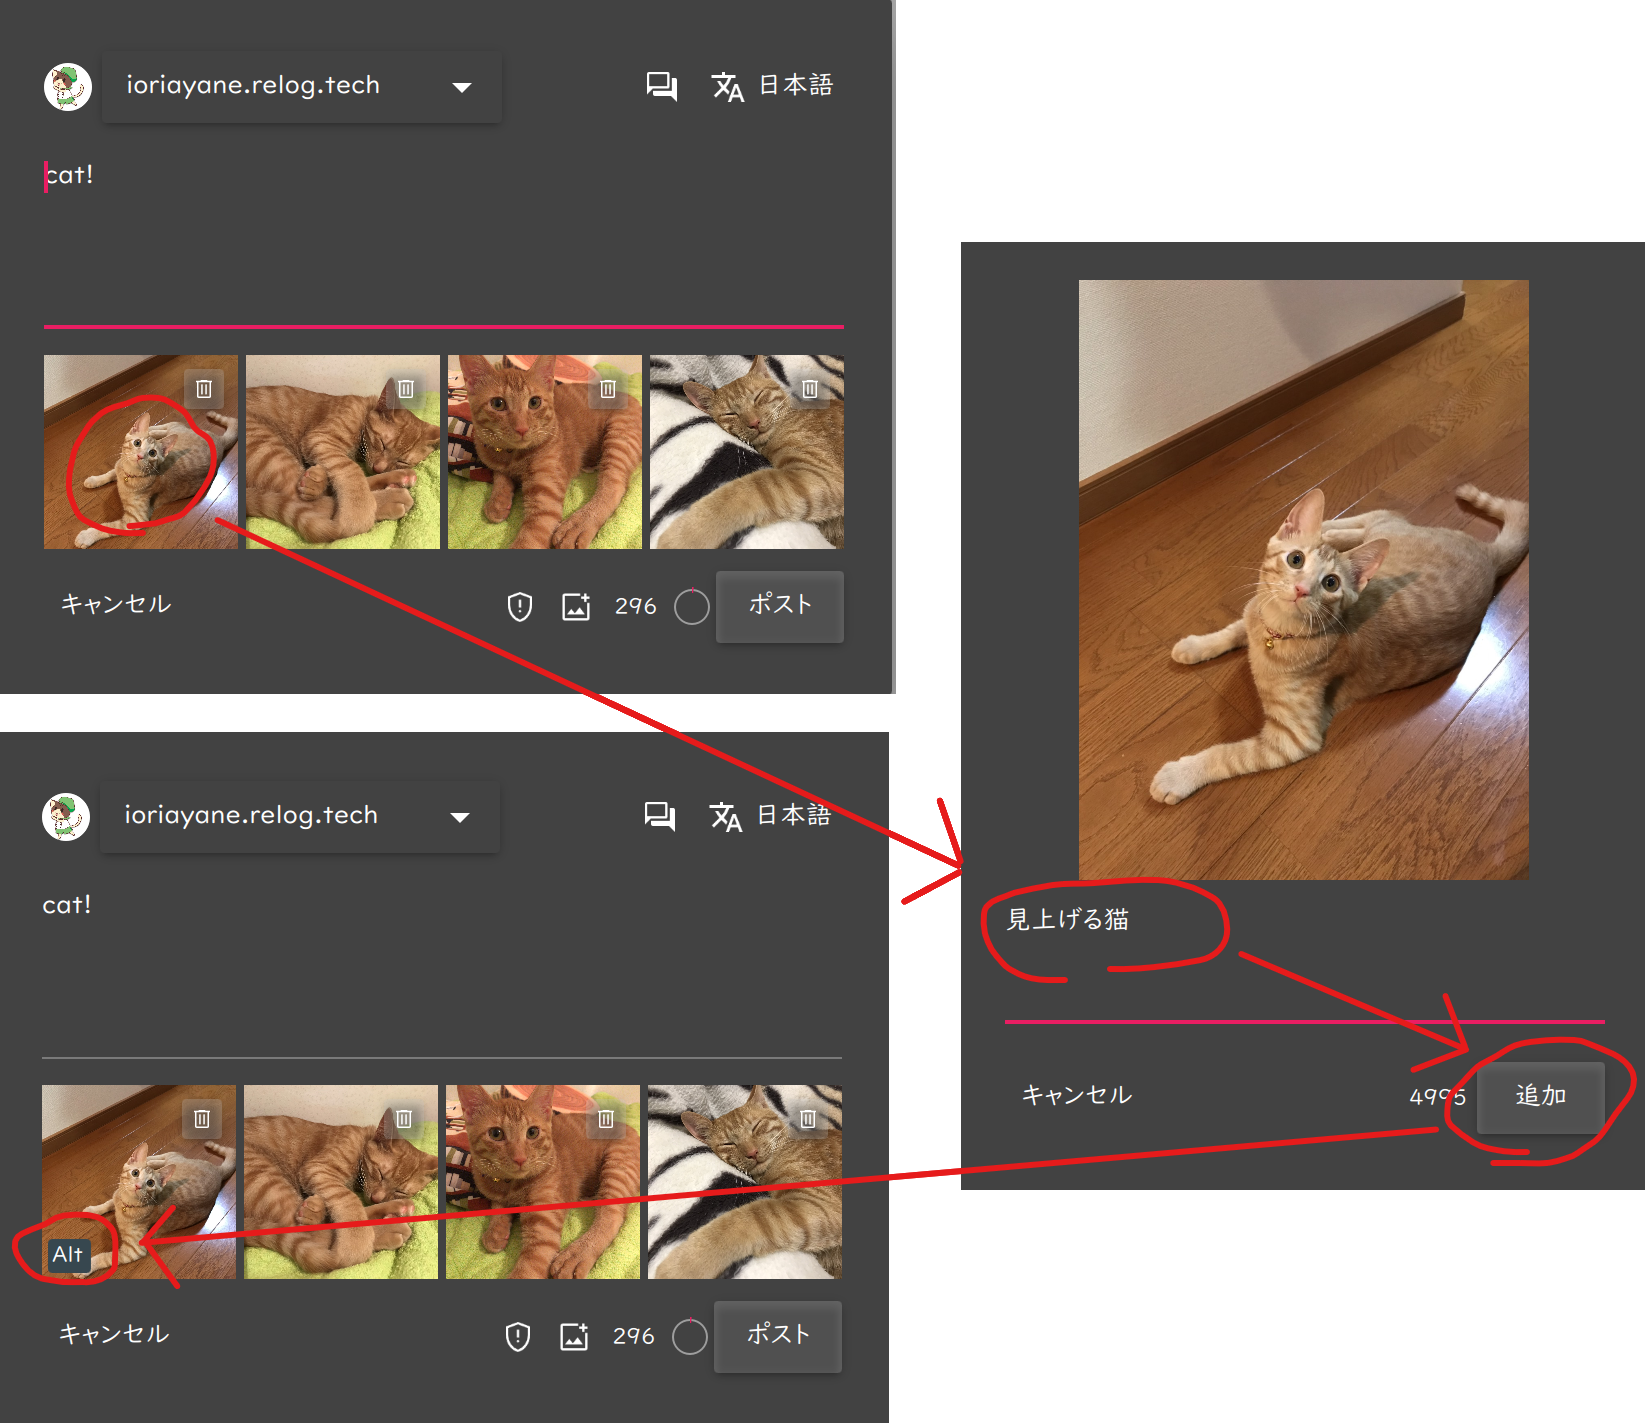 ioriayane.relog.tech
日本語
cat!
キャンセル
296
ポスト
見上げる猫
キャンセル
4995
追加
ioriayane.relog.tech
日本語
cat!
Alt
キャンセル
296
ポスト